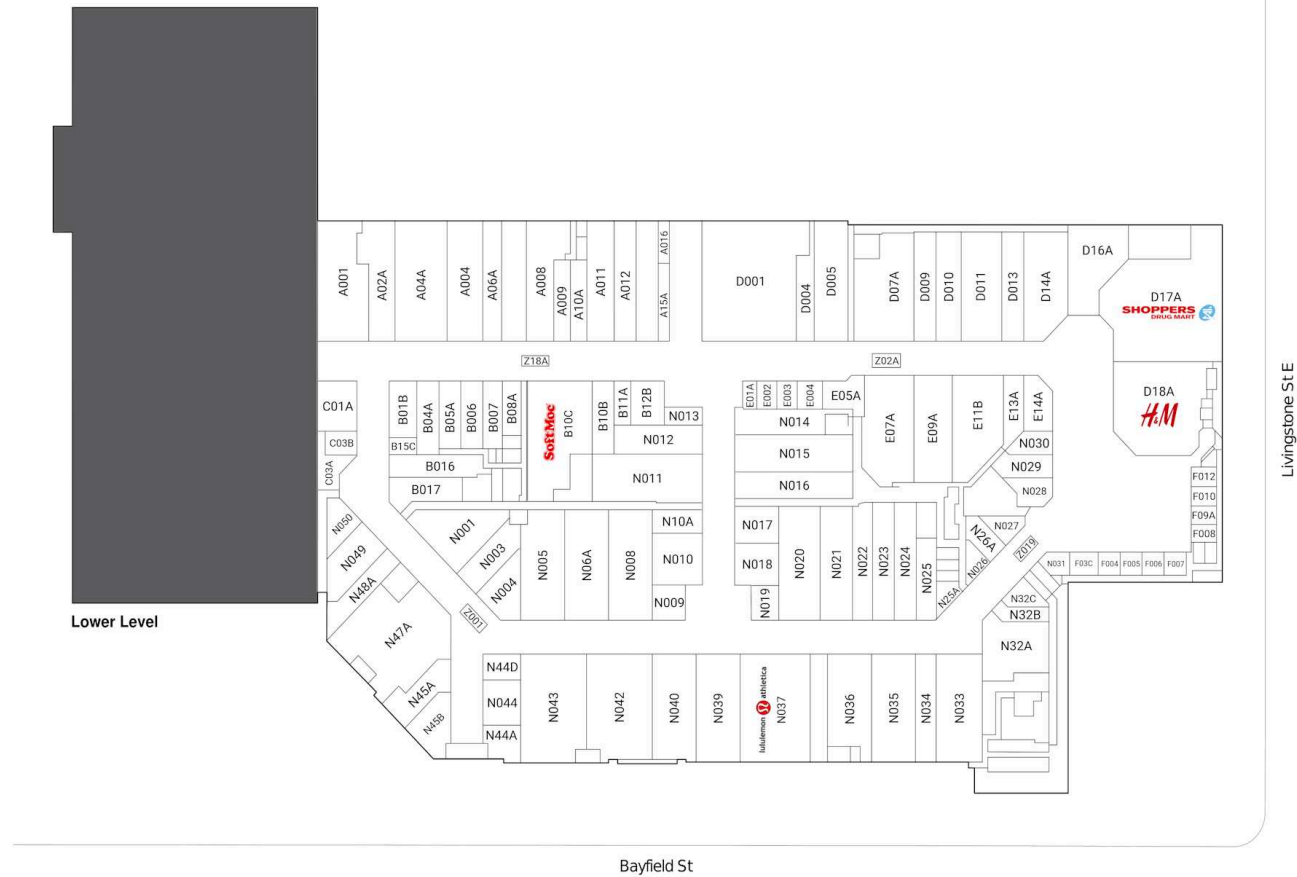 A001
A02A
A04A
A004
A06A
A008
A009
A10A
A011
A012
A016
A15A
D001
D004
D005
D07A
D009
D010
D011
D013
D14A
D16A
D17A
SHOPPERS
DRUG MART
Z18A
Z02A
C01A
C03B
C03A
B01B
B04A
B05A
B006
B007
B08A
SoftMoc
B10C
B10B
B11A
B12B
N013
N012
N011
B15C
B016
B017
E01A
E002
E003
E004
E05A
N014
N015
N016
E07A
E09A
E11B
E13A
E14A
N030
N029
N028
N027
N26A
N026
Z019
D18A
H&M
F012
F010
F09A
F008
N031
F03C
F004
F005
F006
F007
N050
N049
N48A
N47A
N45A
N45B
Z001
N001
N003
N004
N005
N06A
N008
N10A
N010
N009
N017
N018
N019
N020
N021
N022
N023
N024
N025
N25A
N32C
N32B
N32A
N44D
N044
N44A
N043
N042
N040
N039
lululemon athletica
N037
N036
N035
N034
N033
Lower Level
Livingstone St E
Bayfield St